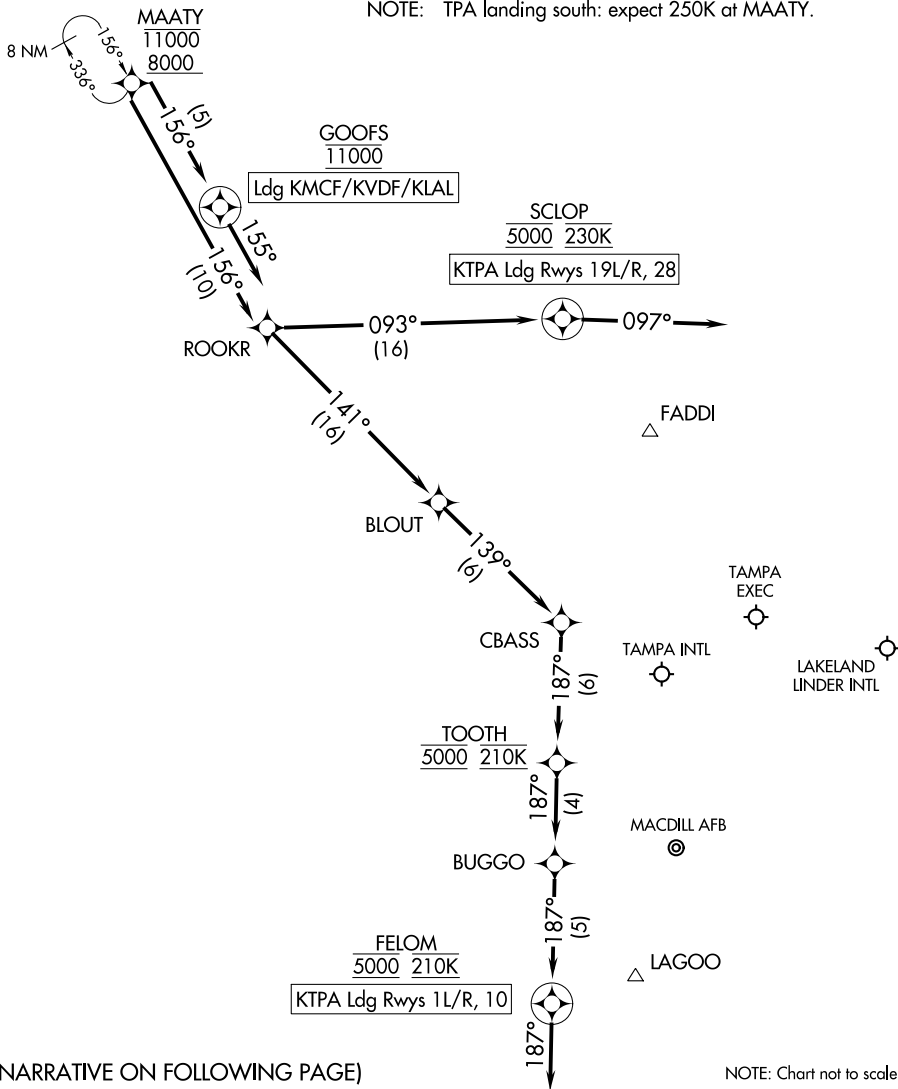 NOTE: TPA landing south: expect 250K at MAATY.
MAATY
11000
8000
8 NM
156°
336°
(5)
156°
GOOFS
11000
Ldg KMCF/KVDF/KLAL
155°
156°
(10)
SCLOP
5000 230K
KTPA Ldg Rwys 19L/R, 28
ROOKR
093°
(16)
097°
141°
(16)
FADDI
BLOUT
139°
(6)
CBASS
TAMPA
EXEC
TAMPA INTL
LAKELAND
LINDER INTL
187°
(6)
TOOTH
5000 210K
187°
(4)
MACDILL AFB
BUGGO
187°
(5)
FELOM
5000 210K
KTPA Ldg Rwys 1L/R, 10
LAGOO
187°
NARRATIVE ON FOLLOWING PAGE)
NOTE: Chart not to scale